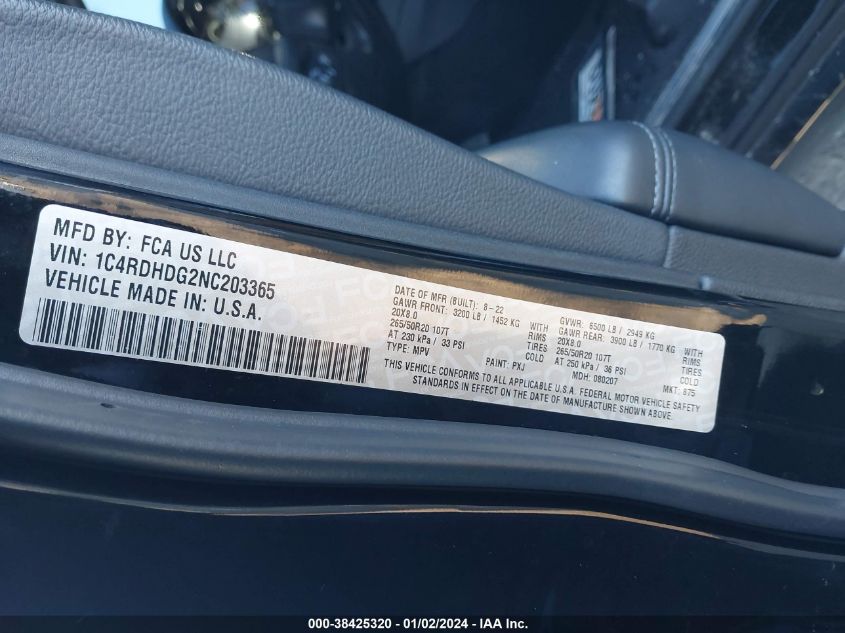 MFD BY: FCA US LLC
VIN: 1C4RDHDG2NC203365
VEHICLE MADE IN: U.S.A.
DATE OF MFR (BUILT): 8-22 GVWR: 6500 LB / 2949 KG
GAWR FRONT: 3200 LB / 1452 KG WITH GAWR REAR: 3900 LB / 1770 KG WITH
20X8.0 RIMS 20X8.0 RIMS
265/50R20 107T TIRES 265/50R20 107T TIRES
AT 230 kPa / 33 PSI COLD AT 250 kPa / 36 PSI COLD
TYPE: MPV PAINT: PXJ MDH: 080207 MKT: 875
THIS VEHICLE CONFORMS TO ALL APPLICABLE U.S.A. FEDERAL MOTOR VEHICLE SAFETY
STANDARDS IN EFFECT ON THE DATE OF MANUFACTURE SHOWN ABOVE.
000-38425320 - 01/02/2024 - IAA Inc.